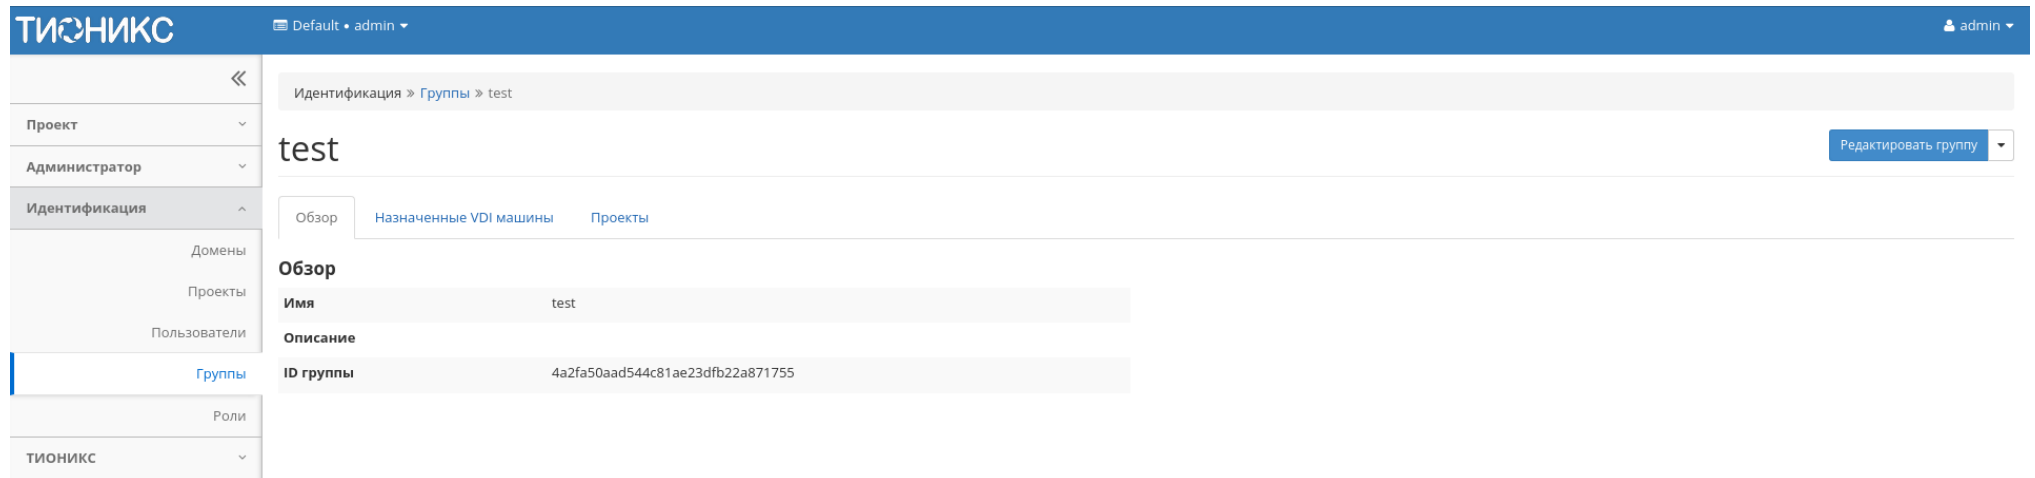 ТИОНИКС
Default • admin
admin
Проект
Администратор
Идентификация
Домены
Проекты
Пользователи
Группы
Роли
ТИОНИКС
Идентификация » Группы » test
test
Редактировать группу
Обзор Назначенные VDI машины Проекты
Обзор
Имя test
Описание
ID группы 4a2fa50aad544c81ae23dfb22a871755